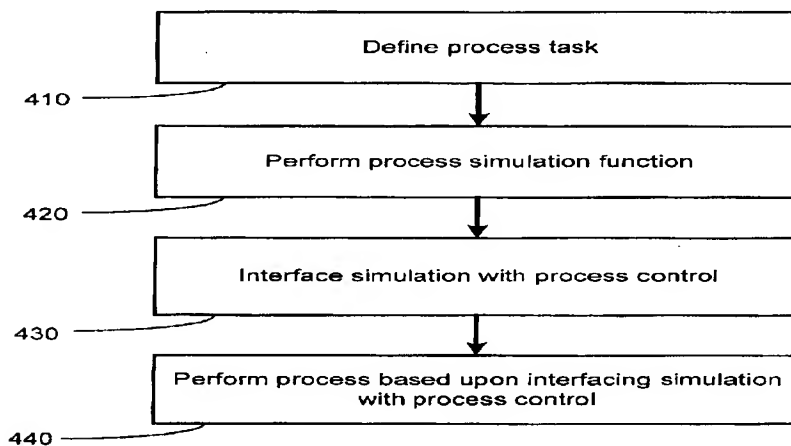 Define process task
410
Perform process simulation function
420
Interface simulation with process control
430
Perform process based upon interfacing simulation
with process control
440